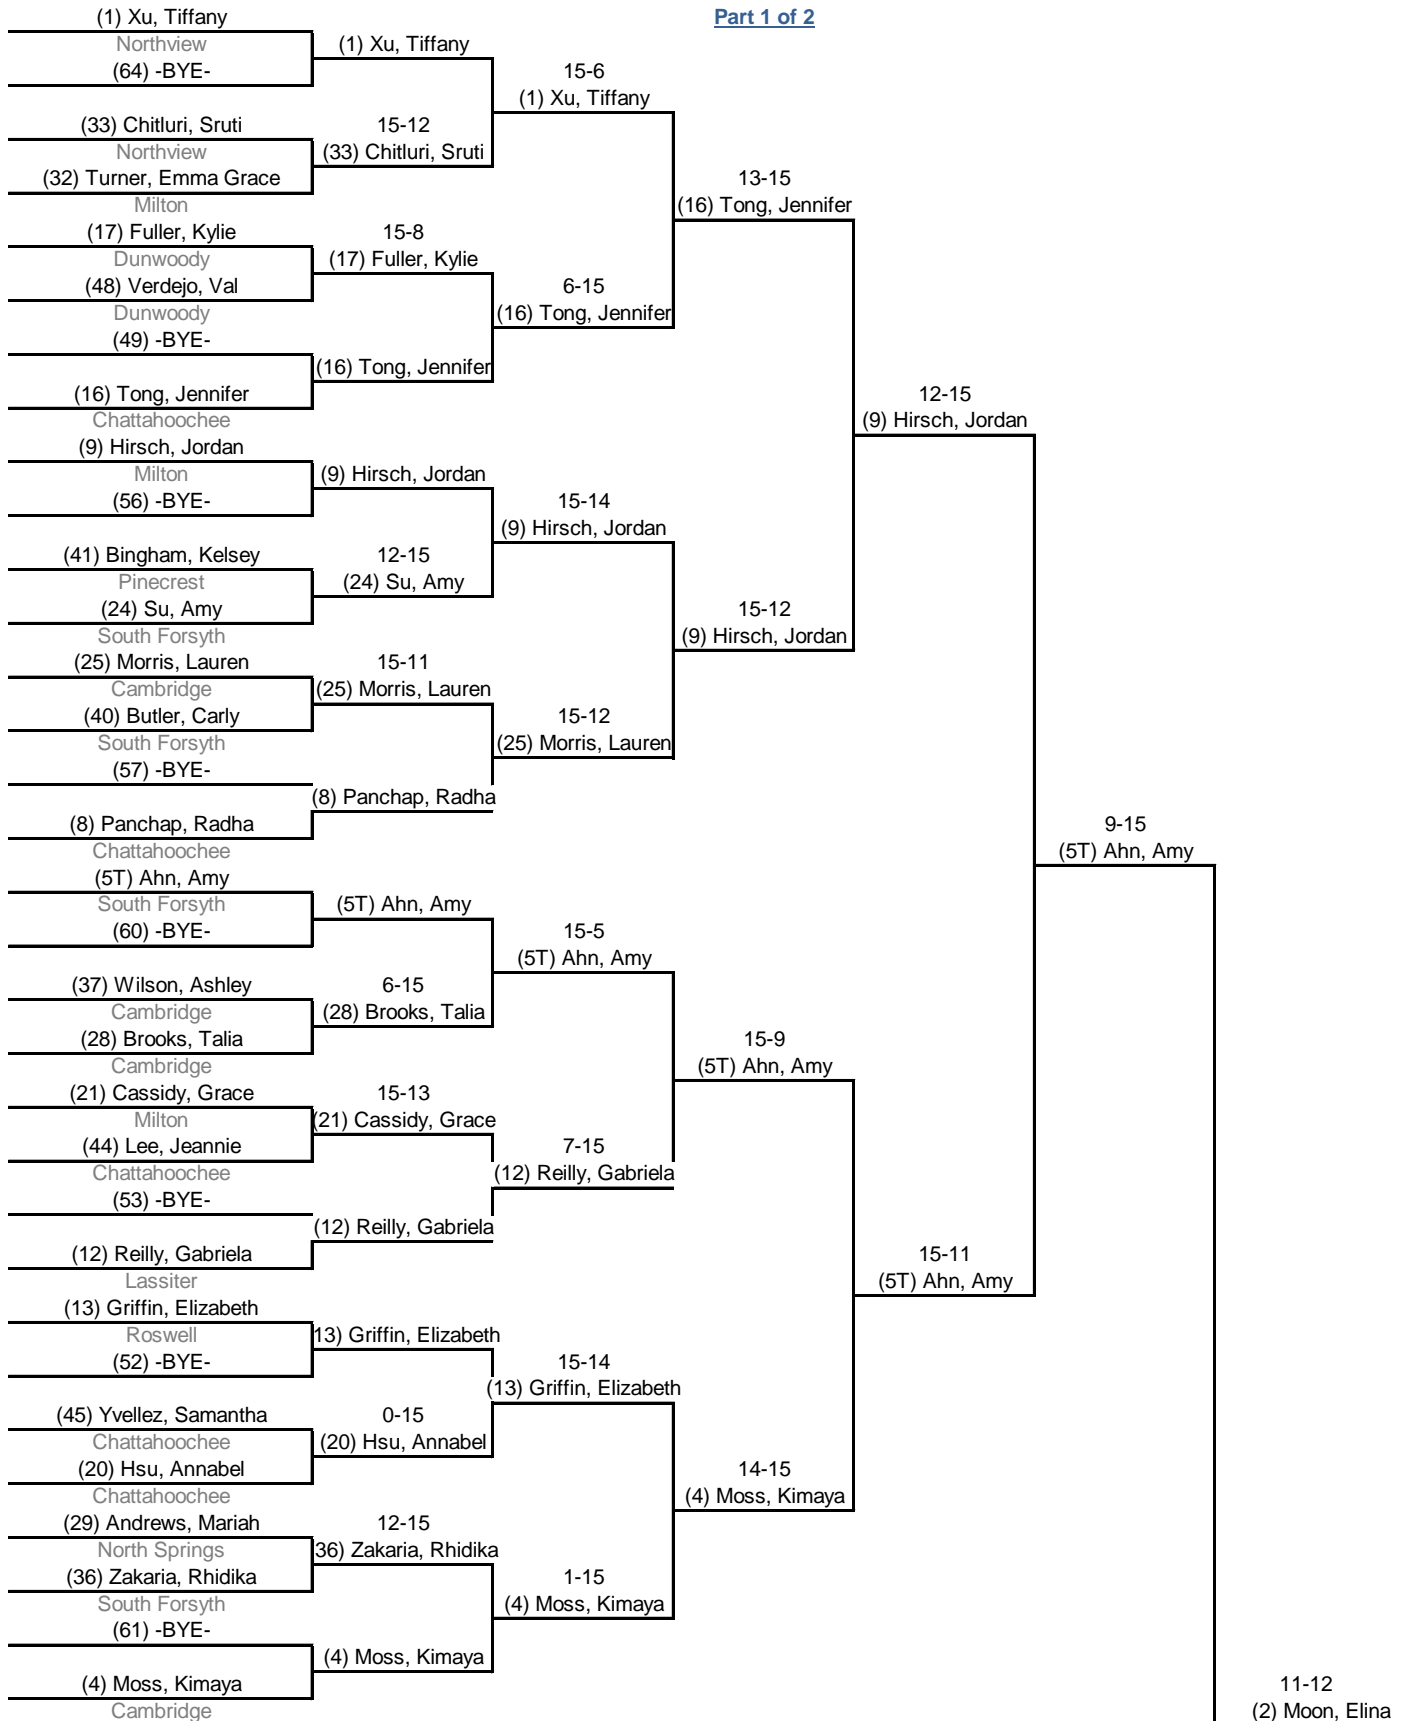 Part 1 of 2
(1) Xu, Tiffany
Northview
(64) -BYE-
(33) Chitluri, Sruti
Northview
(32) Turner, Emma Grace
Milton
(17) Fuller, Kylie
Dunwoody
(48) Verdejo, Val
Dunwoody
(49) -BYE-
(16) Tong, Jennifer
Chattahoochee
(9) Hirsch, Jordan
Milton
(56) -BYE-
(41) Bingham, Kelsey
Pinecrest
(24) Su, Amy
South Forsyth
(25) Morris, Lauren
Cambridge
(40) Butler, Carly
South Forsyth
(57) -BYE-
(8) Panchap, Radha
Chattahoochee
(5T) Ahn, Amy
South Forsyth
(60) -BYE-
(37) Wilson, Ashley
Cambridge
(28) Brooks, Talia
Cambridge
(21) Cassidy, Grace
Milton
(44) Lee, Jeannie
Chattahoochee
(53) -BYE-
(12) Reilly, Gabriela
Lassiter
(13) Griffin, Elizabeth
Roswell
(52) -BYE-
(45) Yvellez, Samantha
Chattahoochee
(20) Hsu, Annabel
Chattahoochee
(29) Andrews, Mariah
North Springs
(36) Zakaria, Rhidika
South Forsyth
(61) -BYE-
(4) Moss, Kimaya
Cambridge
(1) Xu, Tiffany
15-12
(33) Chitluri, Sruti
15-8
(17) Fuller, Kylie
(16) Tong, Jennifer
(9) Hirsch, Jordan
12-15
(24) Su, Amy
15-11
(25) Morris, Lauren
(8) Panchap, Radha
(5T) Ahn, Amy
6-15
(28) Brooks, Talia
15-13
(21) Cassidy, Grace
(12) Reilly, Gabriela
13) Griffin, Elizabeth
0-15
(20) Hsu, Annabel
12-15
36) Zakaria, Rhidika
(4) Moss, Kimaya
15-6
(1) Xu, Tiffany
6-15
(16) Tong, Jennifer
15-14
(9) Hirsch, Jordan
15-12
(25) Morris, Lauren
15-5
(5T) Ahn, Amy
7-15
(12) Reilly, Gabriela
15-14
(13) Griffin, Elizabeth
1-15
(4) Moss, Kimaya
13-15
(16) Tong, Jennifer
15-12
(9) Hirsch, Jordan
15-9
(5T) Ahn, Amy
14-15
(4) Moss, Kimaya
12-15
(9) Hirsch, Jordan
15-11
(5T) Ahn, Amy
9-15
(5T) Ahn, Amy
11-12
(2) Moon, Elina